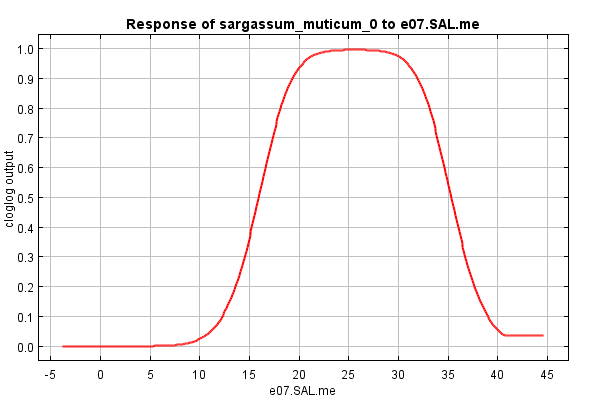 Response of sargassum_muticum_0 to e07.SAL.me
cloglog output
1.0
0.9
0.8
0.7
0.6
0.5
0.4
0.3
0.2
0.1
0.0
-5 0 5 10 15 20 25 30 35 40 45
e07.SAL.me